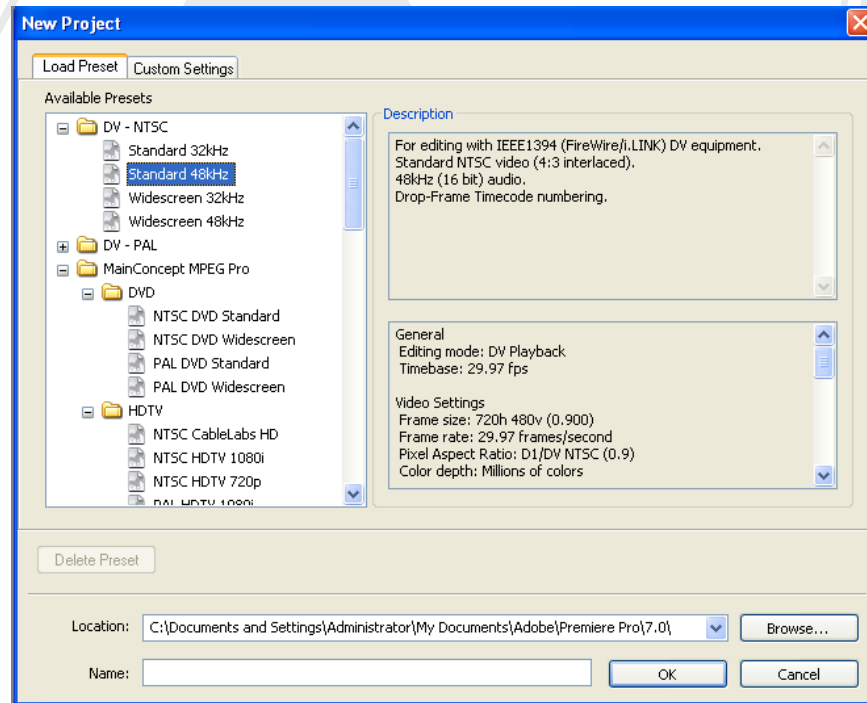 New Project
Load Preset
Custom Settings
Available Presets
DV - NTSC
Standard 32kHz
Standard 48kHz
Widescreen 32kHz
Widescreen 48kHz
DV - PAL
MainConcept MPEG Pro
DVD
NTSC DVD Standard
NTSC DVD Widescreen
PAL DVD Standard
PAL DVD Widescreen
HDTV
NTSC CableLabs HD
NTSC HDTV 1080i
NTSC HDTV 720p
PAL HDTV 1080i
Description
For editing with IEEE1394 (FireWire/i.LINK) DV equipment.
Standard NTSC video (4:3 interlaced).
48kHz (16 bit) audio.
Drop-Frame Timecode numbering.
General
Editing mode: DV Playback
Timebase: 29.97 fps
Video Settings
Frame size: 720h 480v (0.900)
Frame rate: 29.97 frames/second
Pixel Aspect Ratio: D1/DV NTSC (0.9)
Color depth: Millions of colors
Delete Preset
Location: C:\Documents and Settings\Administrator\My Documents\Adobe\Premiere Pro\7.0\ Browse...
Name: OK Cancel